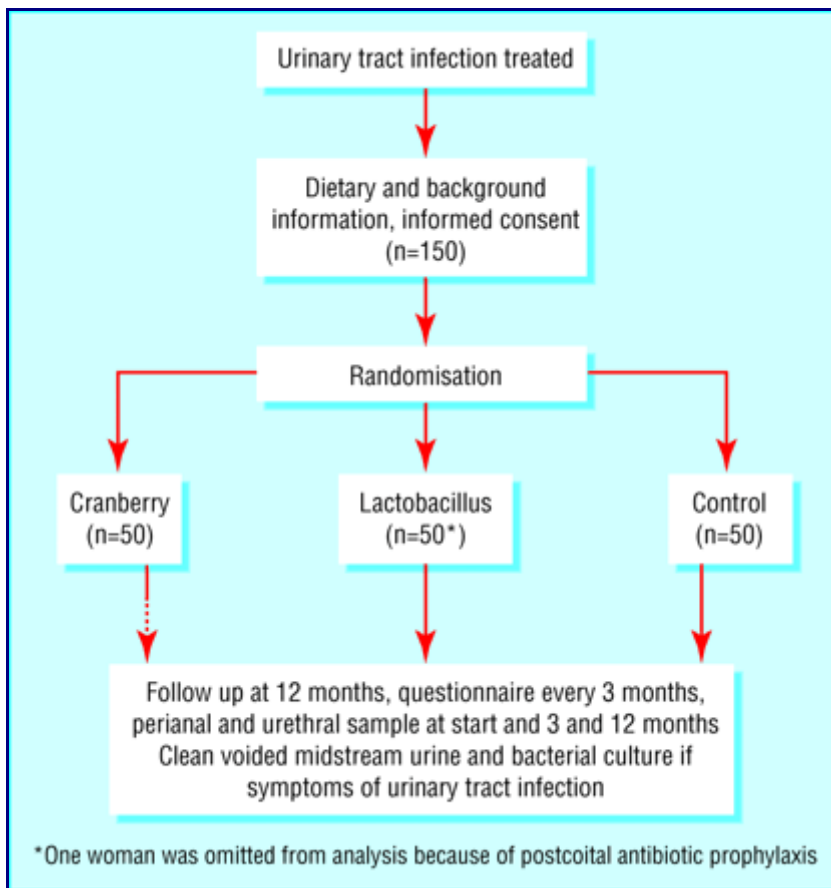 Urinary tract infection treated
Dietary and background
information, informed consent
(n=150)
Randomisation
Cranberry
(n=50)
Lactobacillus
(n=50*)
Control
(n=50)
Follow up at 12 months, questionnaire every 3 months,
perianal and urethral sample at start and 3 and 12 months
Clean voided midstream urine and bacterial culture if
symptoms of urinary tract infection
*One woman was omitted from analysis because of postcoital antibiotic prophylaxis